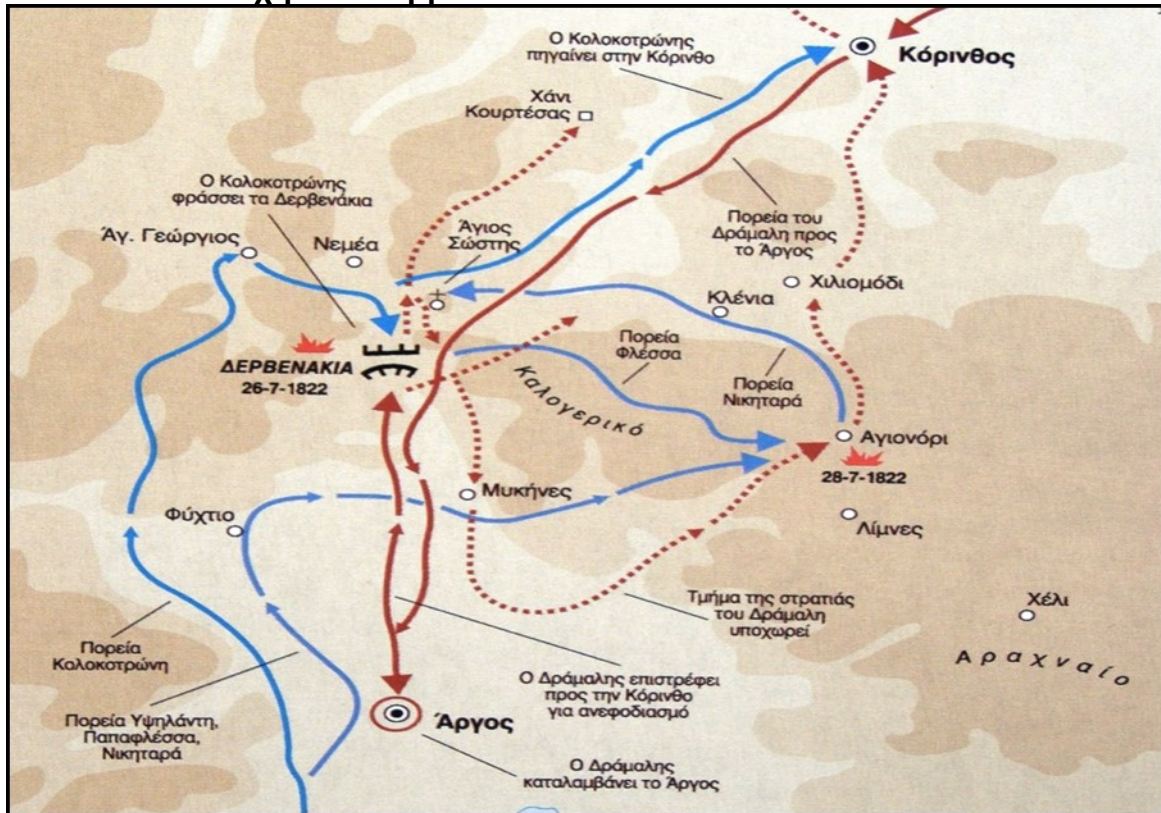 Ο Κολοκοτρώνης
πηγαίνει στην Κόρινθο
Κόρινθος
Χάνι
Κουρτέσας
Ο Κολοκοτρώνης
φράσσει τα Δερβενάκια
Άγ. Γεώργιος
Νεμέα
Άγιος
Σώστης
Πορεία του
Δράμαλη προς
το Άργος
Χιλιομόδι
Κλένια
ΔΕΡΒΕΝΑΚΙΑ
26-7-1822
Πορεία
Φλέσσα
Καλογερικό
Πορεία
Νικηταρά
Αγιονόρι
28-7-1822
Μυκήνες
Φύχτιο
Λίμνες
Τμήμα της στρατιάς
του Δράμαλη
υποχωρεί
Χέλι
Αραχναίο
Πορεία
Κολοκοτρώνη
Ο Δράμαλης επιστρέφει
προς την Κόρινθο
για ανεφοδιασμό
Πορεία Υψηλάντη,
Παπαφλέσσα,
Νικηταρά
Άργος
Ο Δράμαλης
καταλαμβάνει το Άργος